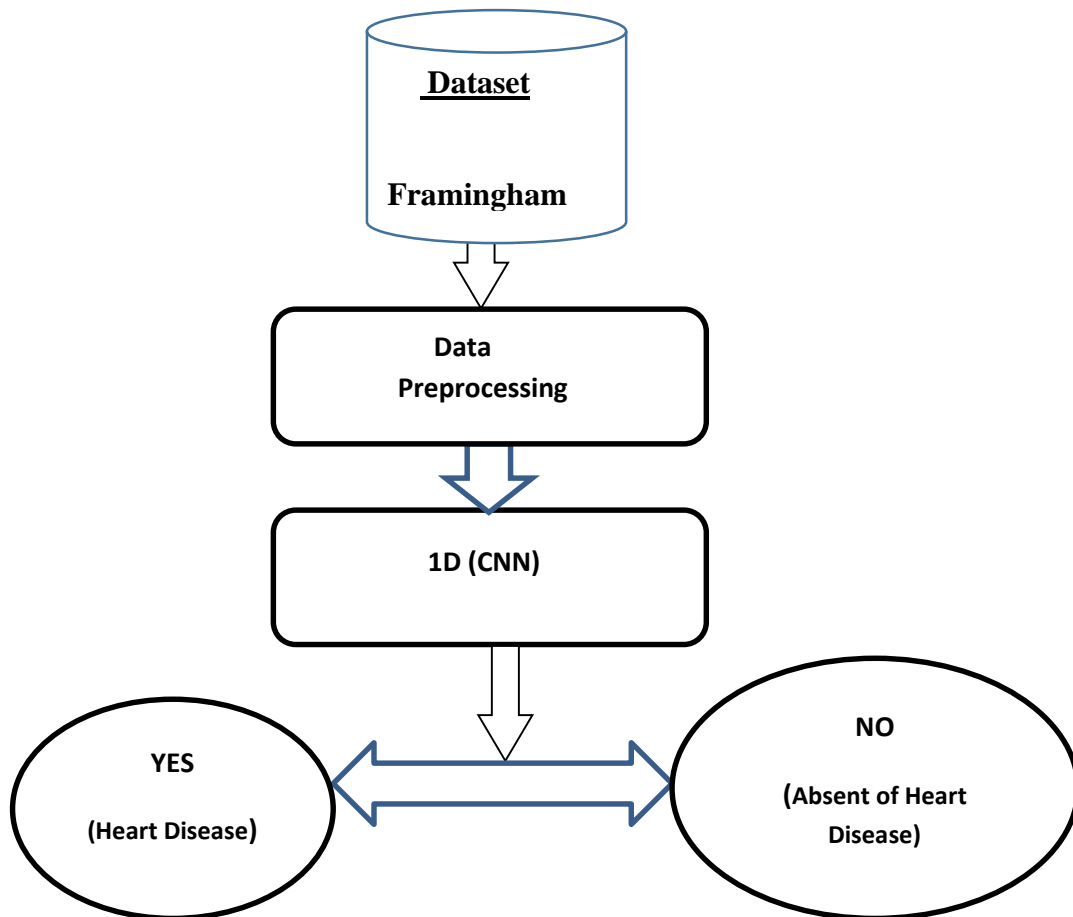 Dataset
Framingham
Data
Preprocessing
1D (CNN)
YES
(Heart Disease)
NO
(Absent of Heart
Disease)